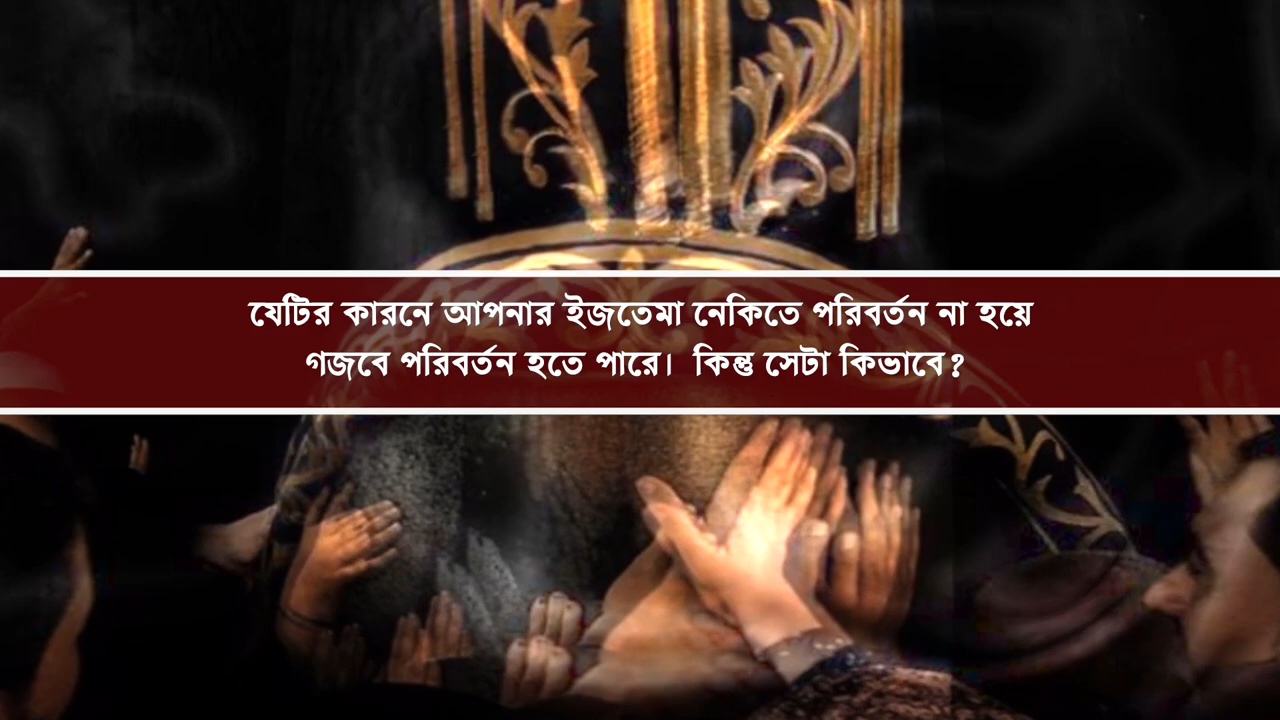 যেটির কারনে আপনার ইজতেমা নেকিতে পরিবর্তন না হয়ে
গজবে পরিবর্তন হতে পারে। কিন্তু সেটা কিভাবে?